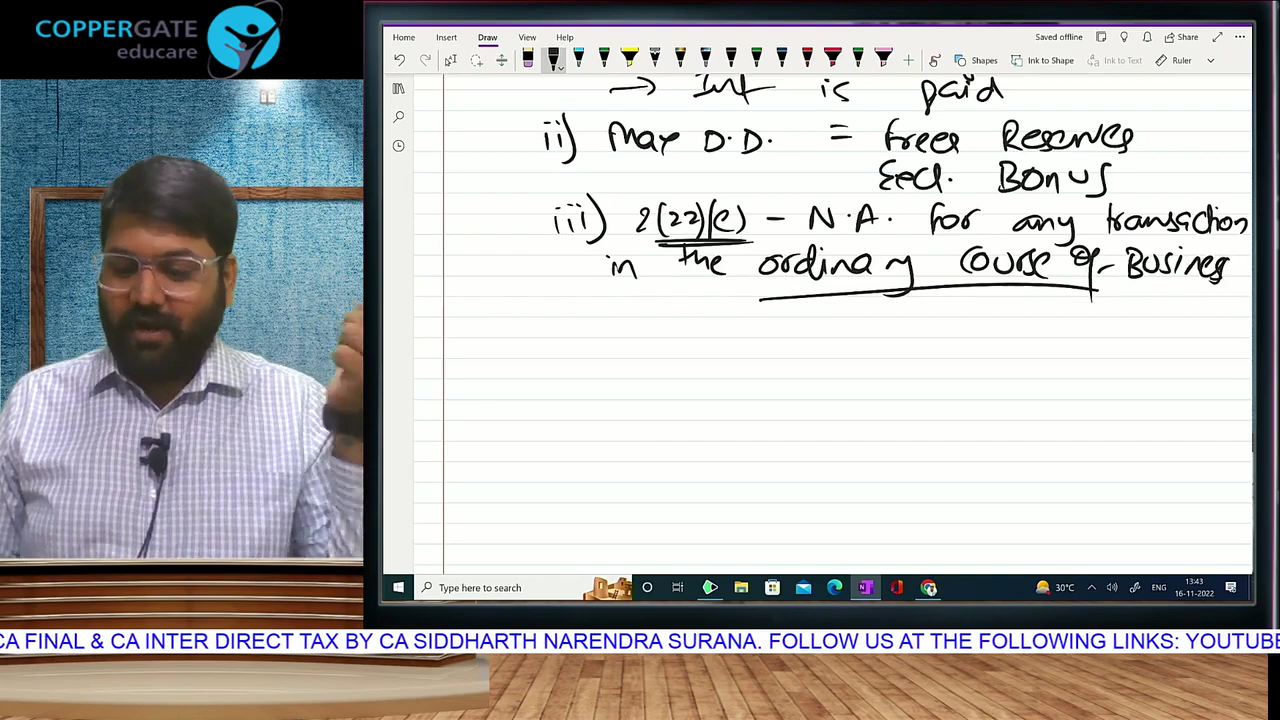 COPPERGATE
educare
Home Insert Draw View Help
Saved offline
Share
Shapes
Ink to Shape
Ink to Text
Ruler
→ Int is paid
ii) Max D.D. = Free Reserves
Excl. Bonus
iii) 2(22)(e) - N.A. for any transaction
in the ordinary course of Business
Type here to search
30°C
ENG
13:43
16-11-2022
CA FINAL & CA INTER DIRECT TAX BY CA SIDDHARTH NARENDRA SURANA. FOLLOW US AT THE FOLLOWING LINKS: YOUTUBE